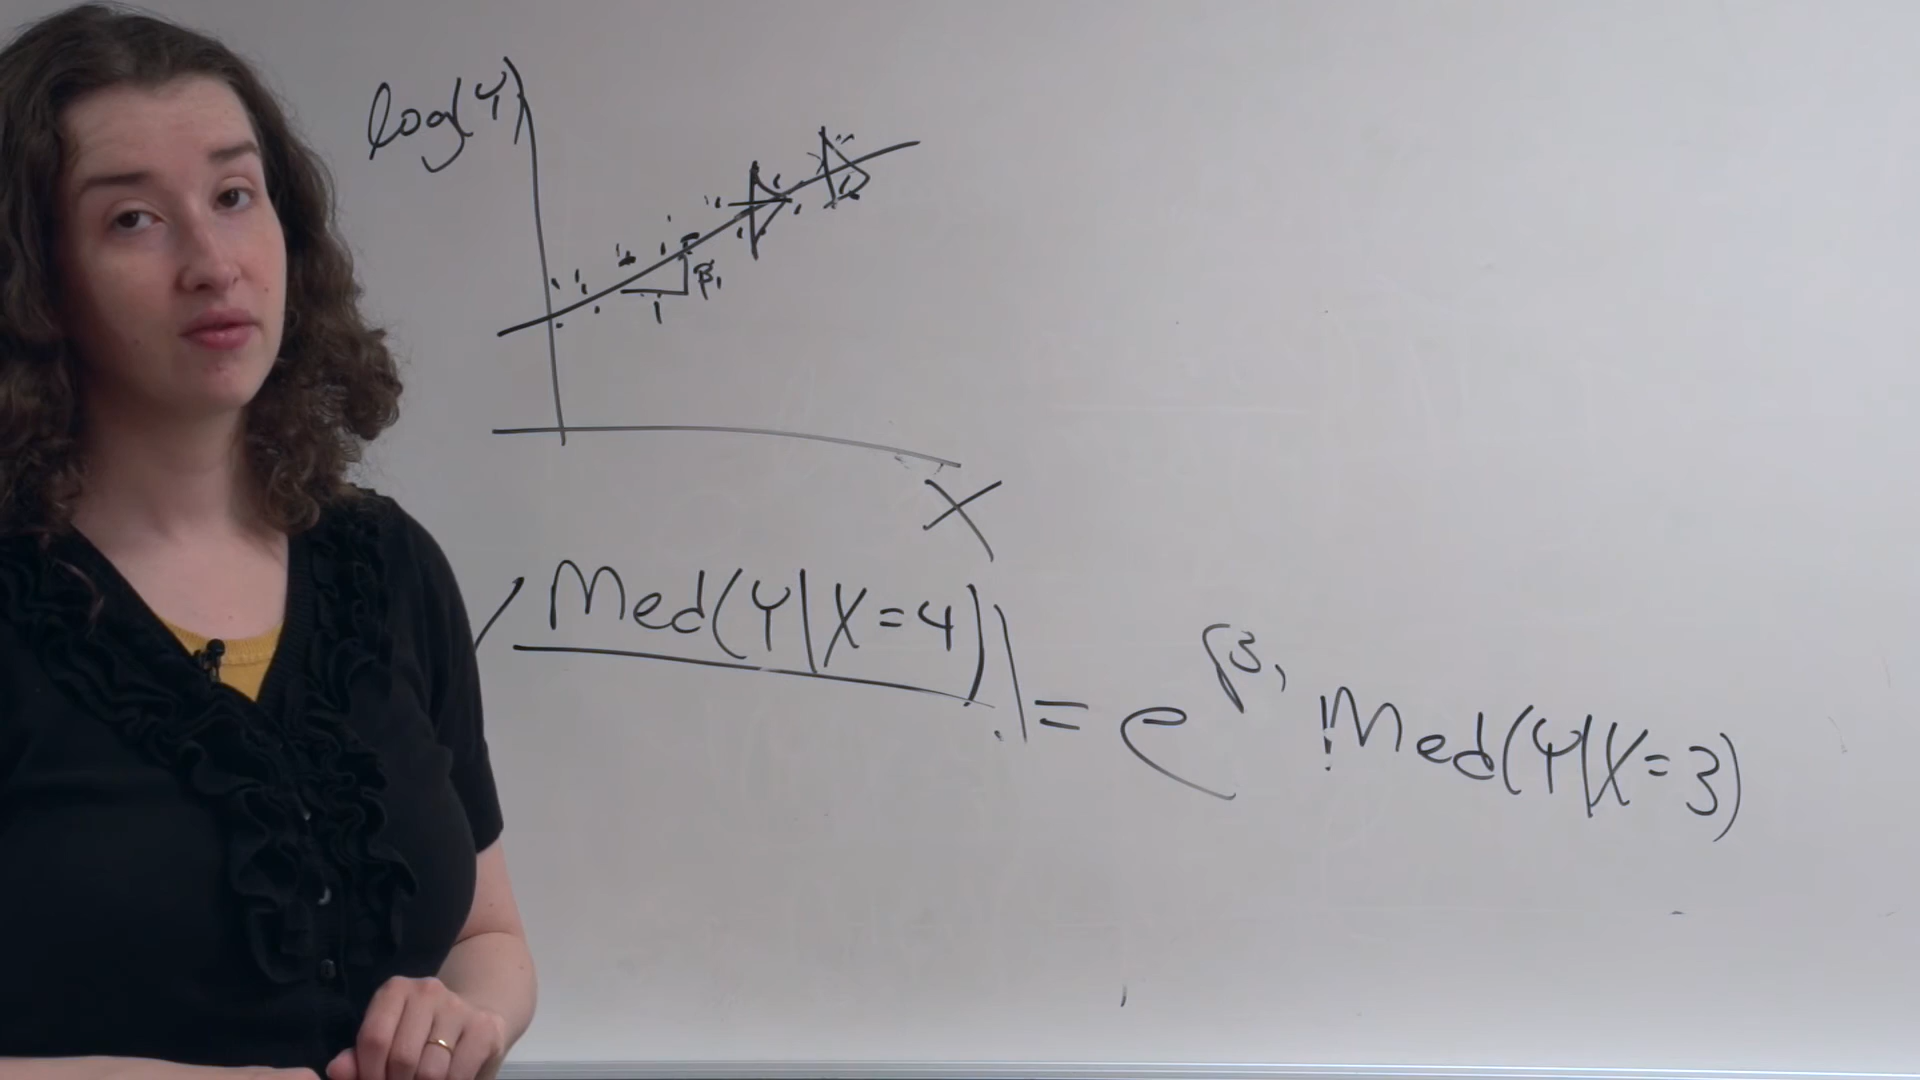 log(Y)
β₁
1
X
Med(Y|X=4)) = e^β₁ Med(Y|X=3)